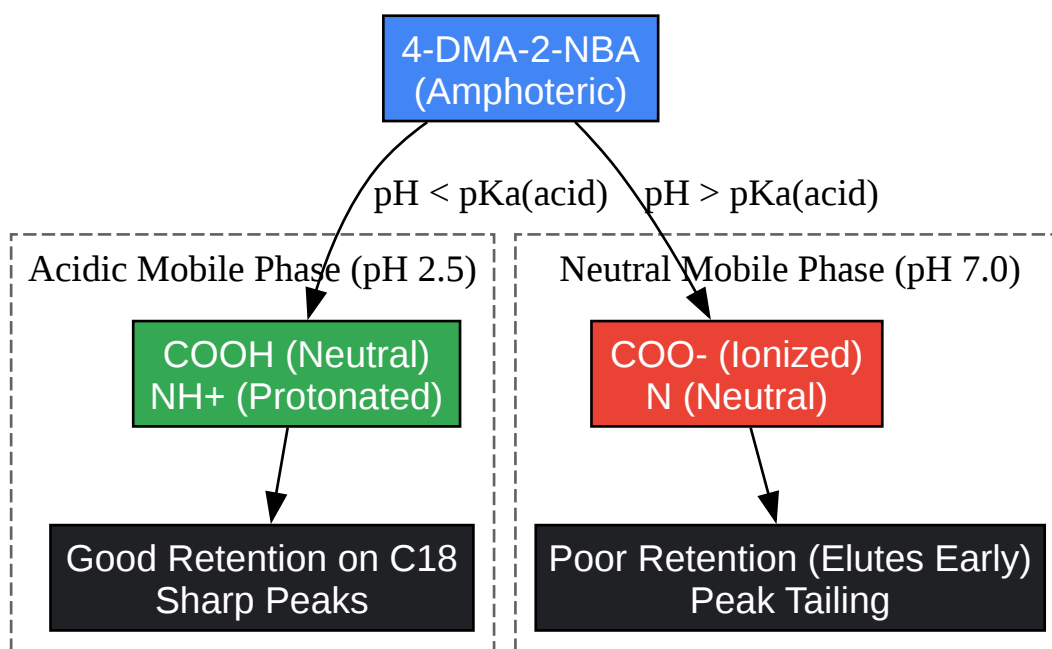 4-DMA-2-NBA
(Amphoteric)
pH < pKa(acid)
pH > pKa(acid)
Acidic Mobile Phase (pH 2.5)
Neutral Mobile Phase (pH 7.0)
COOH (Neutral)
NH+ (Protonated)
COO- (Ionized)
N (Neutral)
Good Retention on C18
Sharp Peaks
Poor Retention (Elutes Early)
Peak Tailing